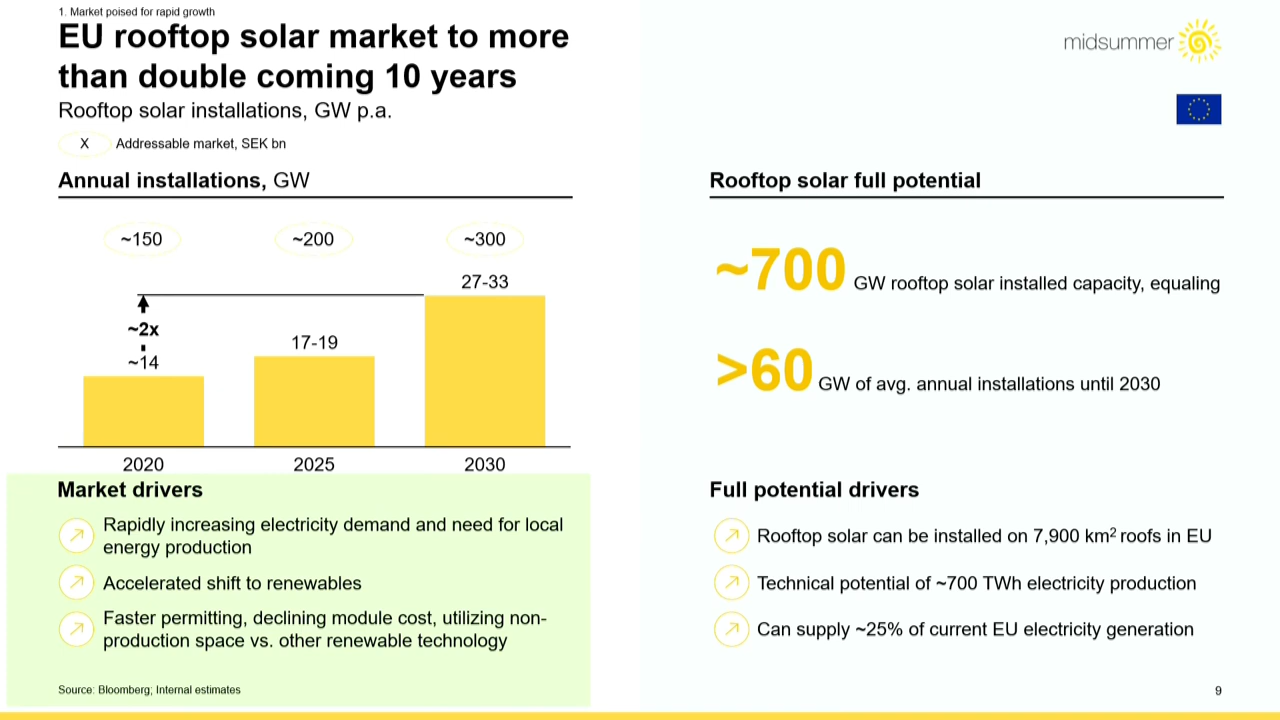 1. Market poised for rapid growth
EU rooftop solar market to more
than double coming 10 years
Rooftop solar installations, GW p.a.
X Addressable market, SEK bn
midsummer
Annual installations, GW
~150 ~200 ~300
27-33
~2x
17-19
~14
2020 2025 2030
Market drivers
Rapidly increasing electricity demand and need for local
energy production
Accelerated shift to renewables
Faster permitting, declining module cost, utilizing non-
production space vs. other renewable technology
Source: Bloomberg; Internal estimates
Rooftop solar full potential
~700 GW rooftop solar installed capacity, equaling
>60 GW of avg. annual installations until 2030
Full potential drivers
Rooftop solar can be installed on 7,900 km² roofs in EU
Technical potential of ~700 TWh electricity production
Can supply ~25% of current EU electricity generation
9